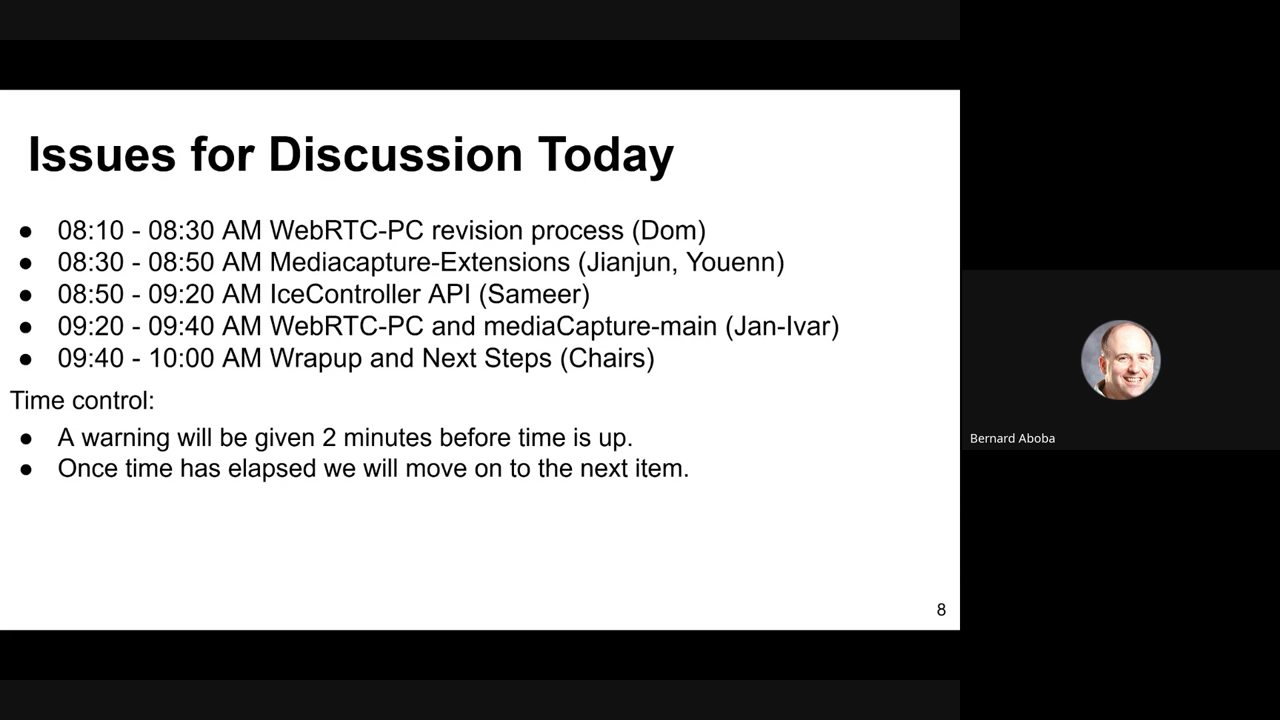 Issues for Discussion Today
● 08:10 - 08:30 AM WebRTC-PC revision process (Dom)
● 08:30 - 08:50 AM Mediacapture-Extensions (Jianjun, Youenn)
● 08:50 - 09:20 AM IceController API (Sameer)
● 09:20 - 09:40 AM WebRTC-PC and mediaCapture-main (Jan-Ivar)
● 09:40 - 10:00 AM Wrapup and Next Steps (Chairs)
Time control:
● A warning will be given 2 minutes before time is up.
● Once time has elapsed we will move on to the next item.
8
Bernard Aboba